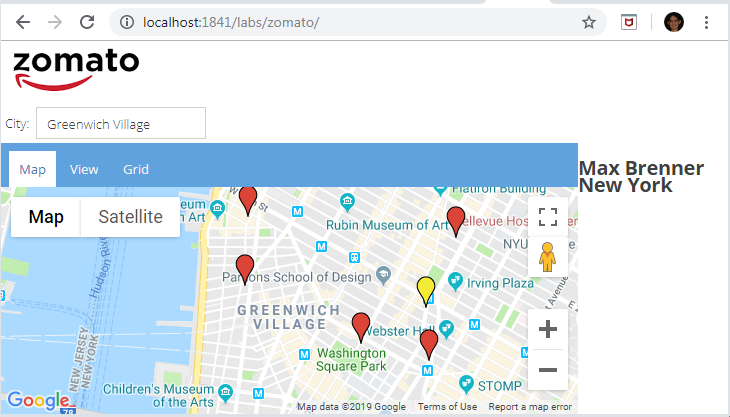 localhost:1841/labs/zomato/
zomato
City: Greenwich Village
Map View Grid
Max Brenner
New York
Map Satellite
Flatiron Building
Rubin Museum of Art
Bellevue
NYU
Parsons School of Design
Irving Plaza
GREENWICH
VILLAGE
Hudson River
Webster Hall
Washington
Square Park
NEW JERSEY
NEW YORK
Children's
Museum of the Arts
STOMP
78
Google
Map data ©2019 Google Terms of Use Report a map error